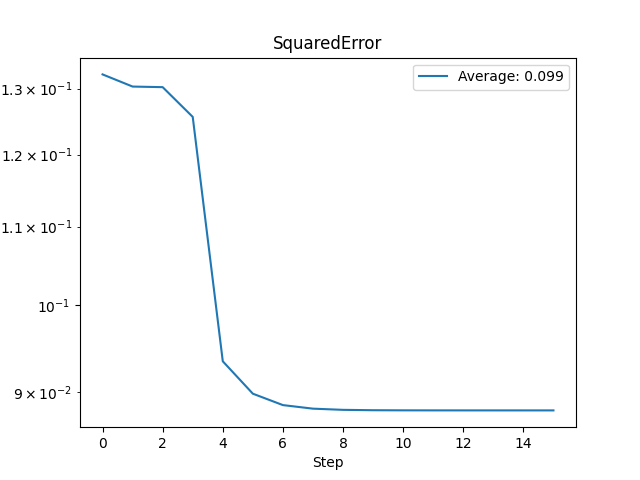 SquaredError
Average: 0.099
1.3 × 10⁻¹
1.2 × 10⁻¹
1.1 × 10⁻¹
10⁻¹
9 × 10⁻²
0 2 4 6 8 10 12 14
Step